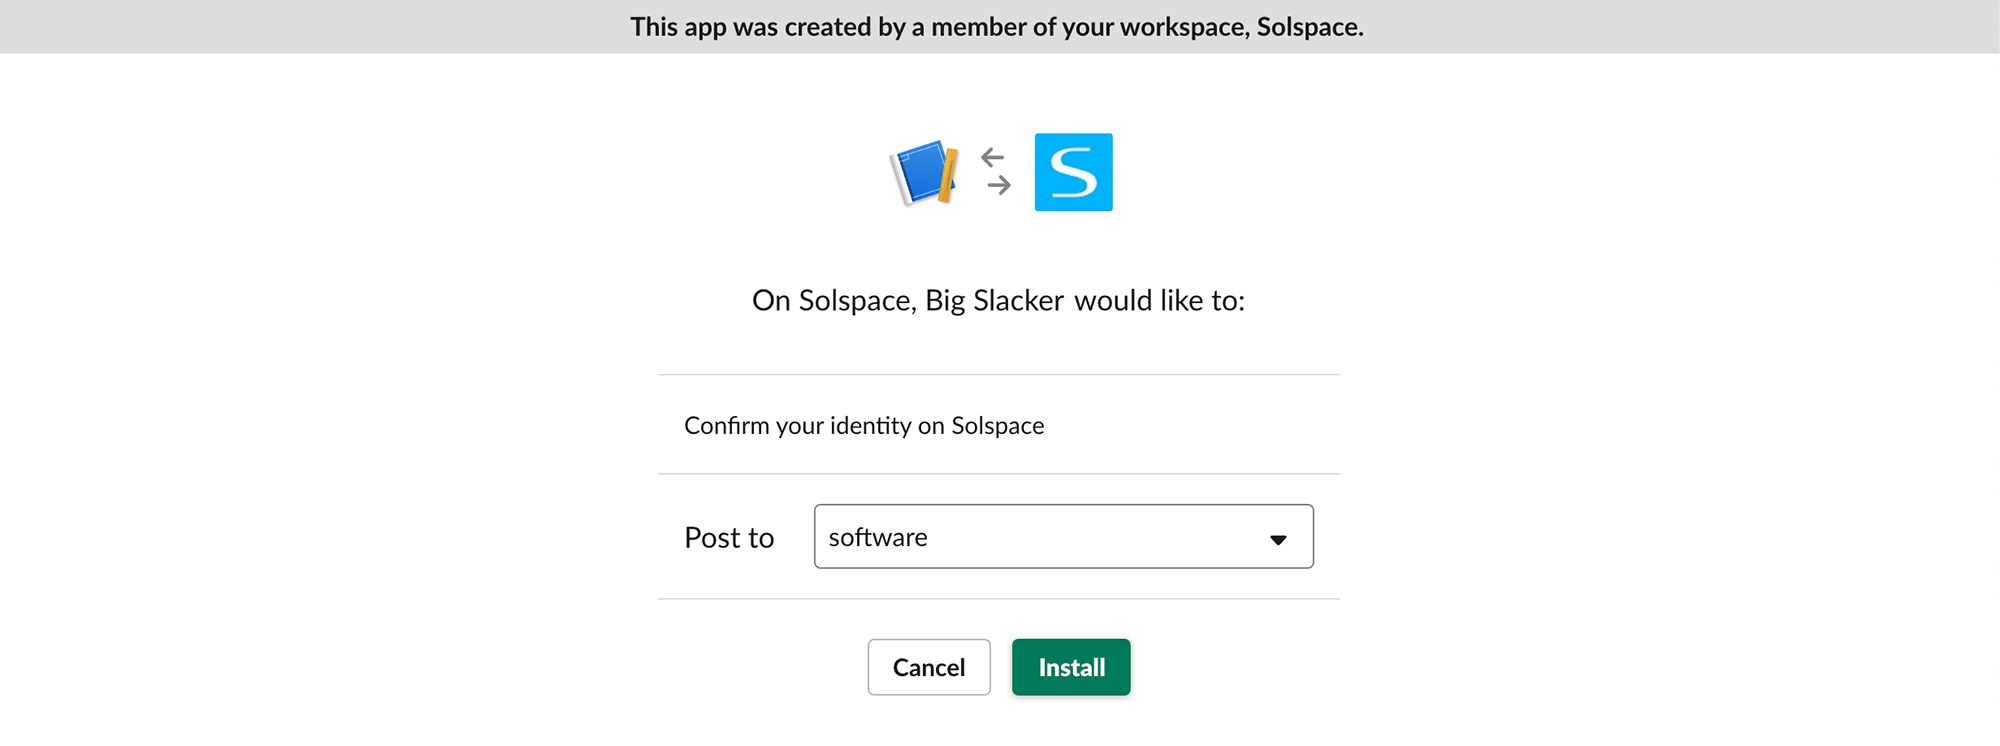 This app was created by a member of your workspace, Solspace.
S
On Solspace, Big Slacker would like to:
Confirm your identity on Solspace
Post to software
Cancel Install